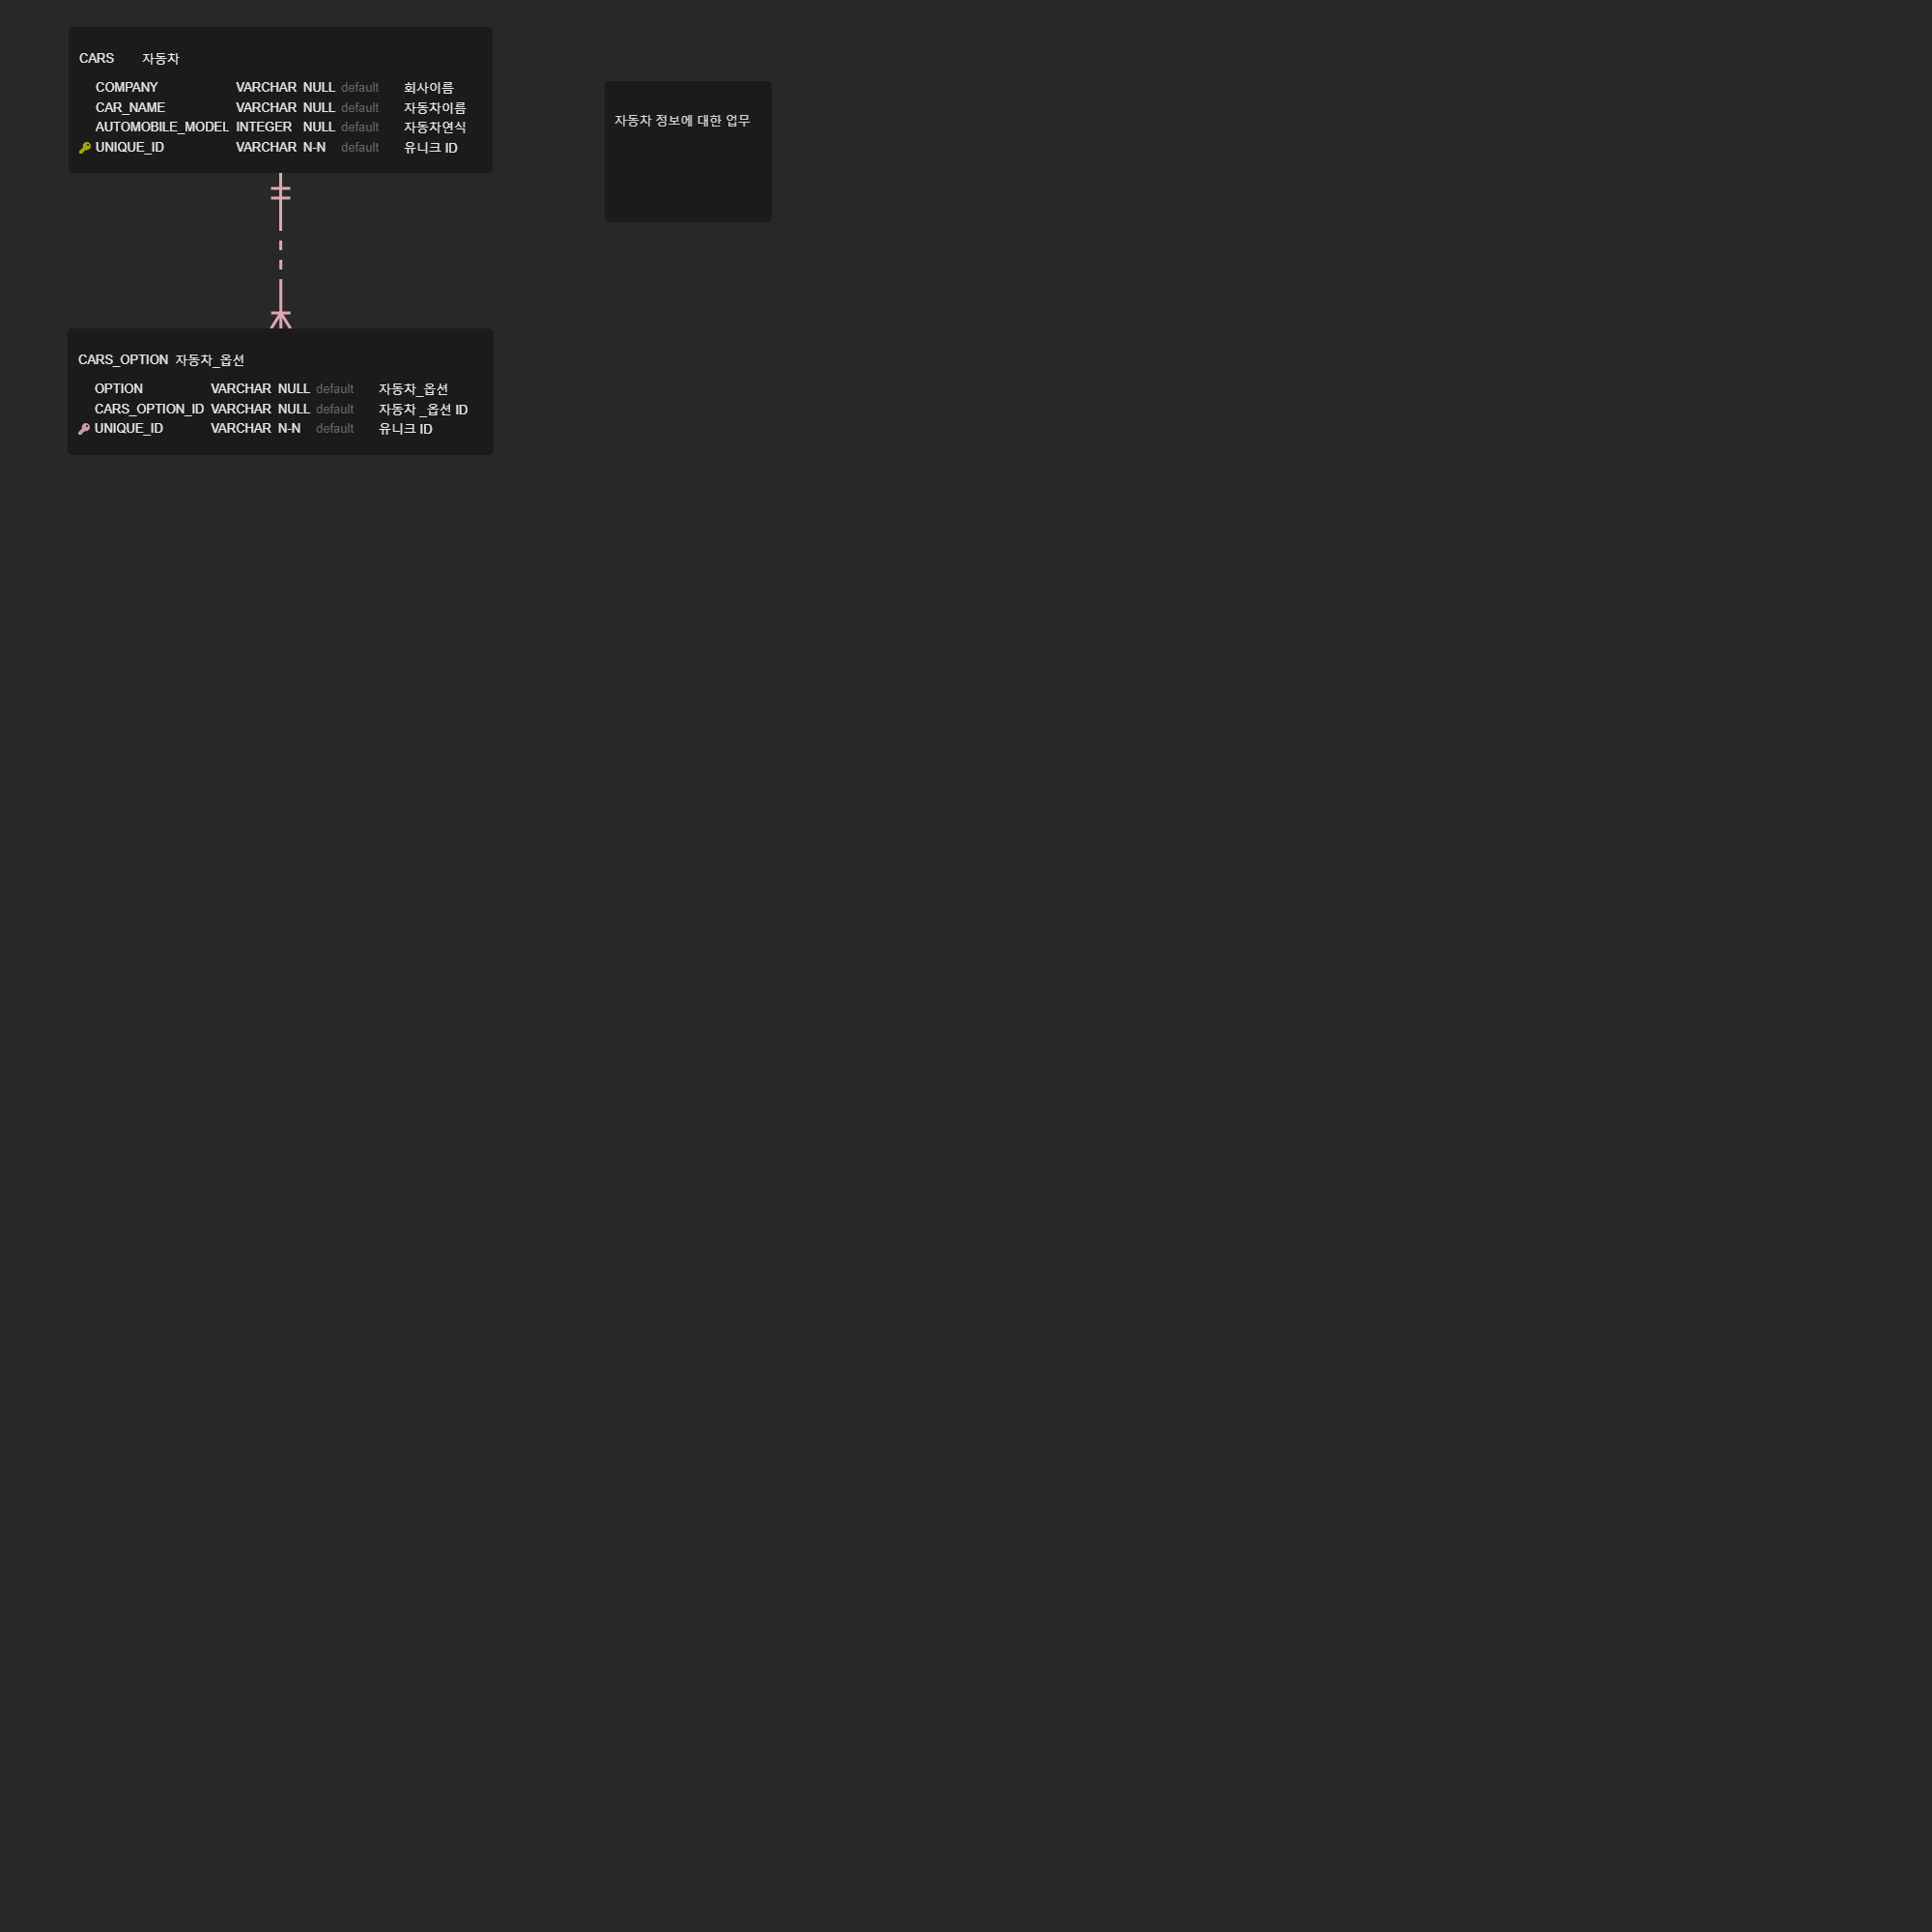 CARS 자동차
COMPANY VARCHAR NULL default 회사이름
CAR_NAME VARCHAR NULL default 자동차이름
AUTOMOBILE_MODEL INTEGER NULL default 자동차연식
UNIQUE_ID VARCHAR N-N default 유니크 ID
자동차 정보에 대한 업무
CARS_OPTION 자동차_옵션
OPTION VARCHAR NULL default 자동차_옵션
CARS_OPTION_ID VARCHAR NULL default 자동차 _옵션 ID
UNIQUE_ID VARCHAR N-N default 유니크 ID